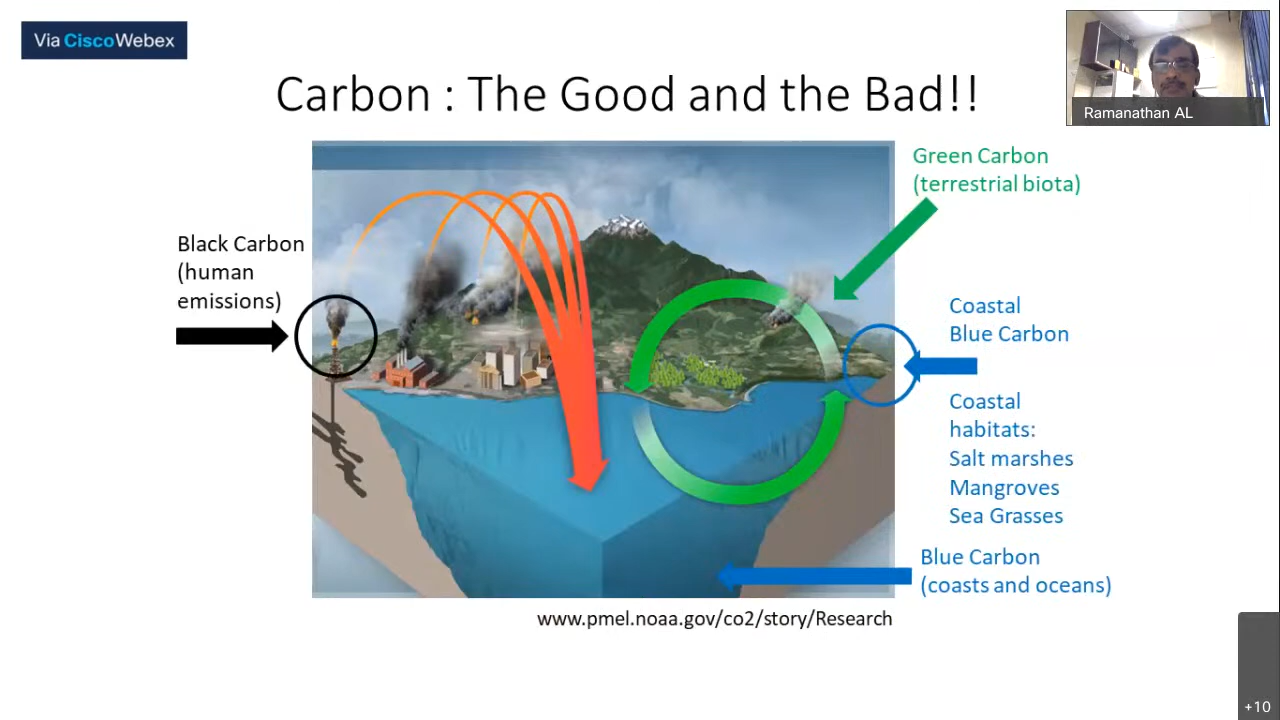 Via Cisco Webex
Ramanathan AL
Carbon : The Good and the Bad!!
Green Carbon
(terrestrial biota)
Black Carbon
(human
emissions)
Coastal
Blue Carbon
Coastal
habitats:
Salt marshes
Mangroves
Sea Grasses
Blue Carbon
(coasts and oceans)
www.pmel.noaa.gov/co2/story/Research
+10